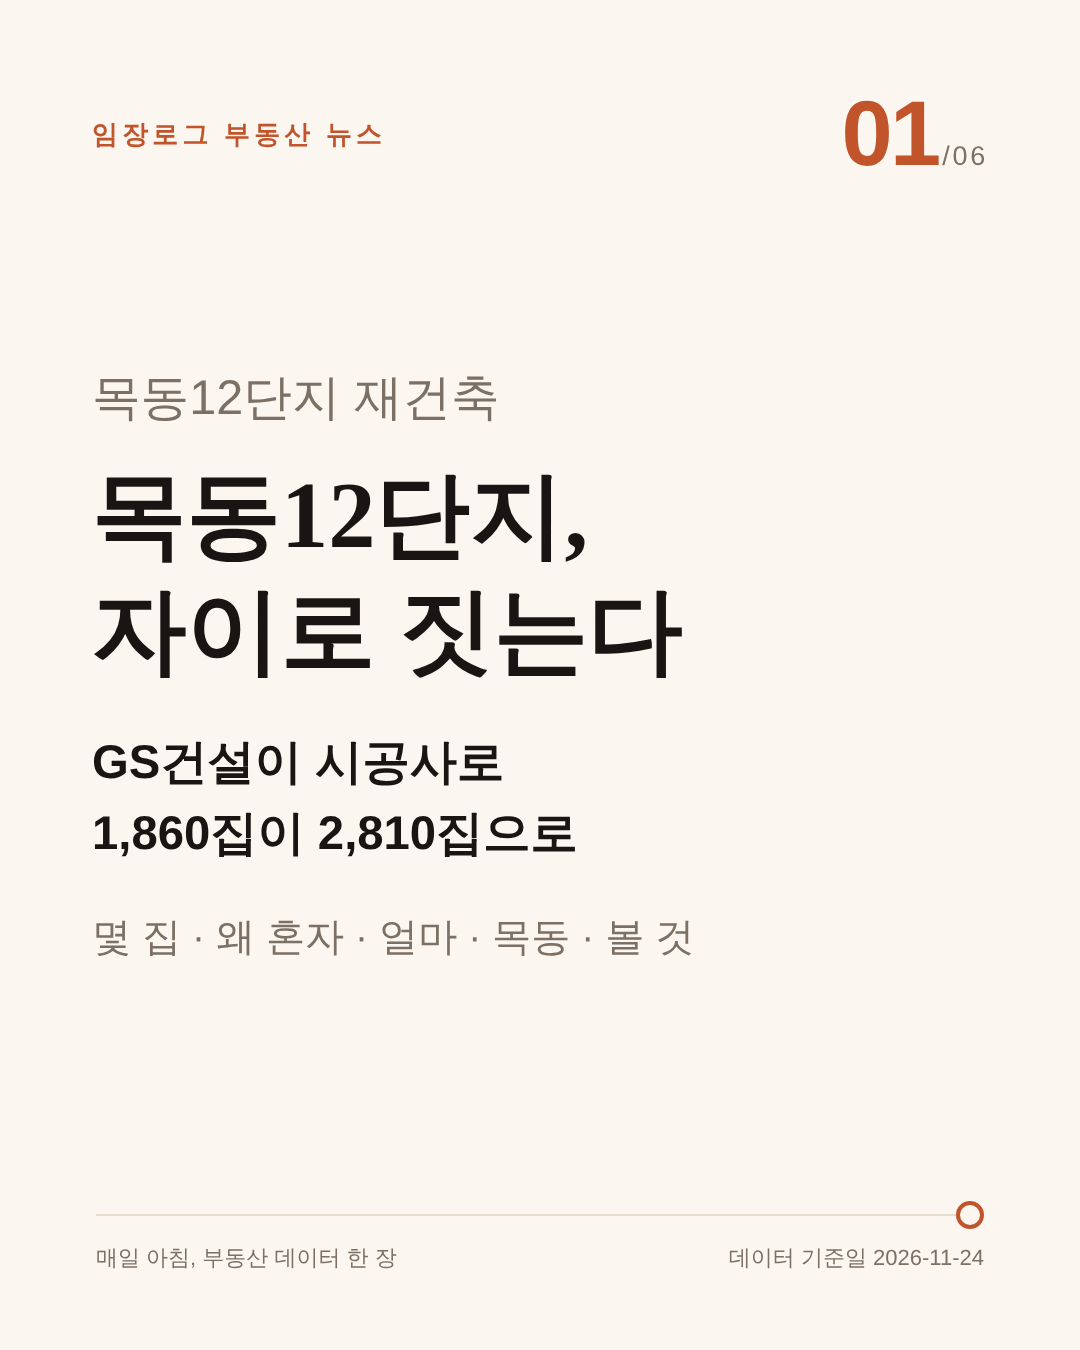 임장로그 부동산 뉴스
01/06
목동12단지 재건축
목동12단지,
자이로 짓는다
GS건설이 시공사로
1,860집이 2,810집으로
몇 집 · 왜 혼자 · 얼마 · 목동 · 볼 것
매일 아침, 부동산 데이터 한 장
데이터 기준일 2026-11-24